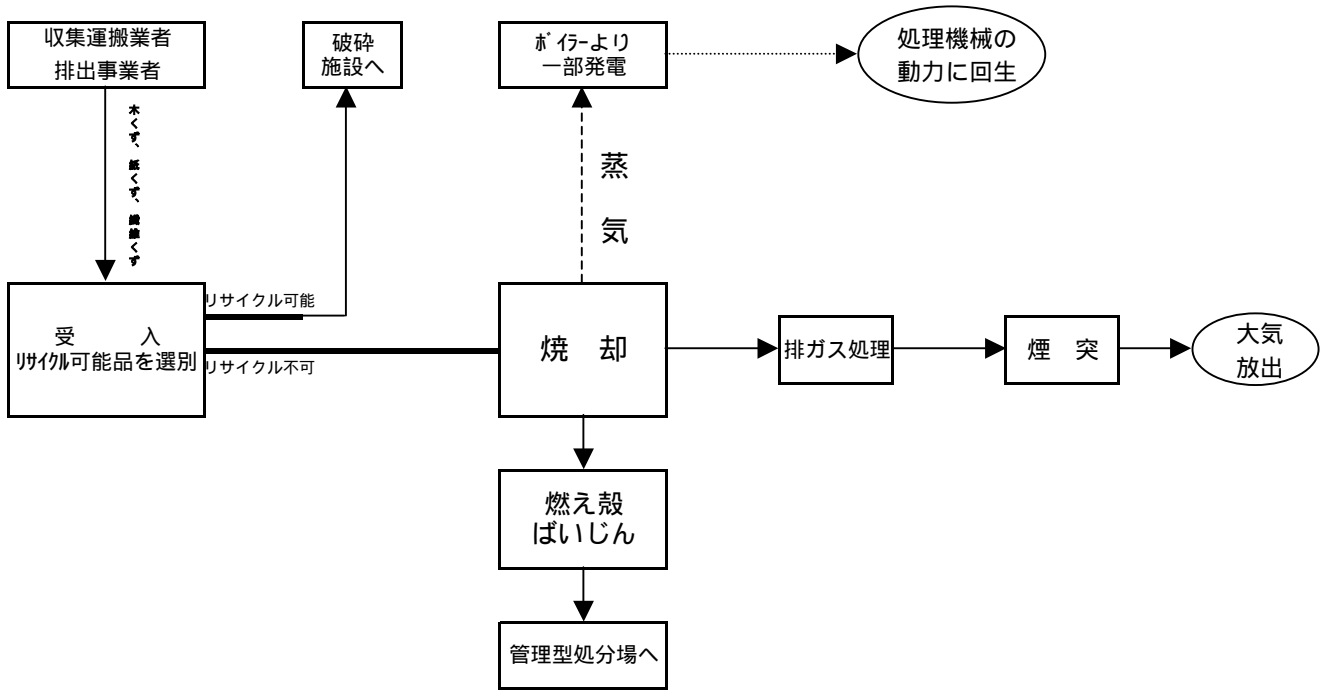 収集運搬業者
排出事業者
破砕
施設へ
ﾎﾞｲﾗｰより
一部発電
処理機械の
動力に回生
木くず、紙くず、繊維くず
蒸
気
受　入
ﾘｻｲｸﾙ可能品を選別
リサイクル可能
リサイクル不可
焼　却
排ガス処理
煙　突
大気
放出
燃え殻
ばいじん
管理型処分場へ